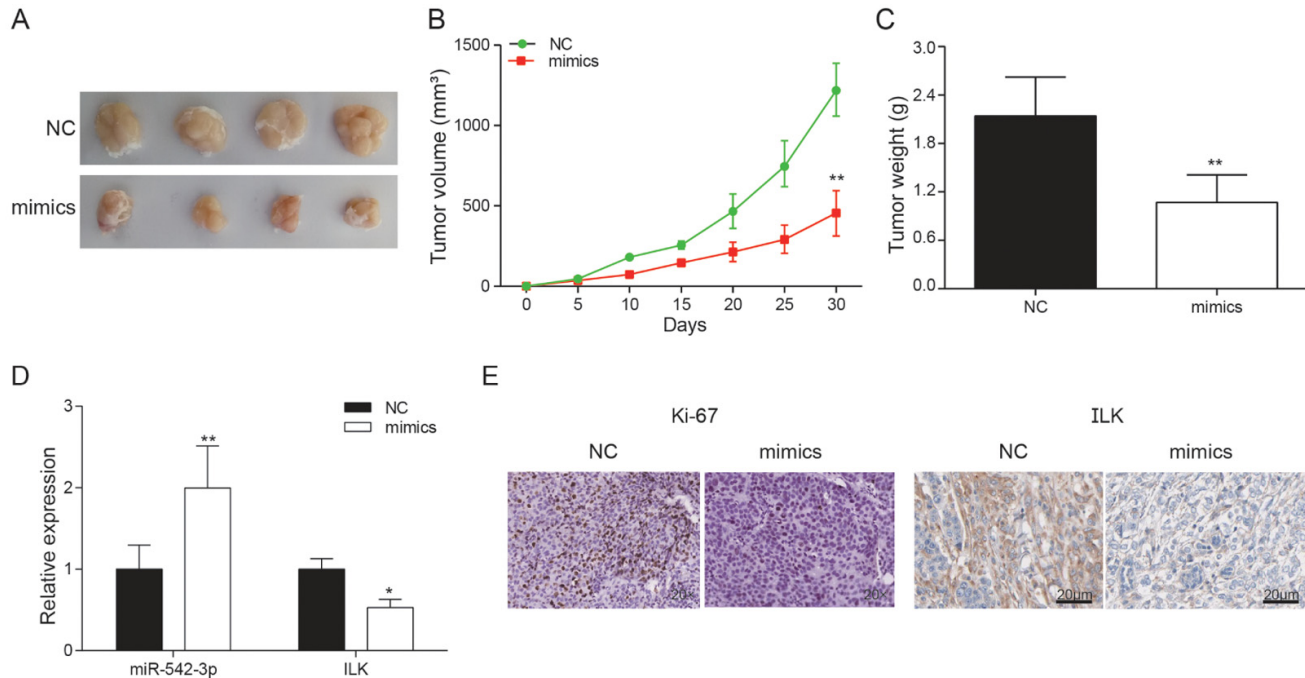 A
NC
mimics
B
NC
mimics
Tumor volume (mm³)
1500
1000
500
0
0 5 10 15 20 25 30
**
Days
C
Tumor weight (g)
3.0
2.4
1.8
1.2
0.6
0.0
**
NC mimics
D
NC
mimics
Relative expression
3
2
1
0
**
*
miR-542-3p ILK
E
Ki-67 ILK
NC mimics NC mimics
20× 20× 20μm 20μm